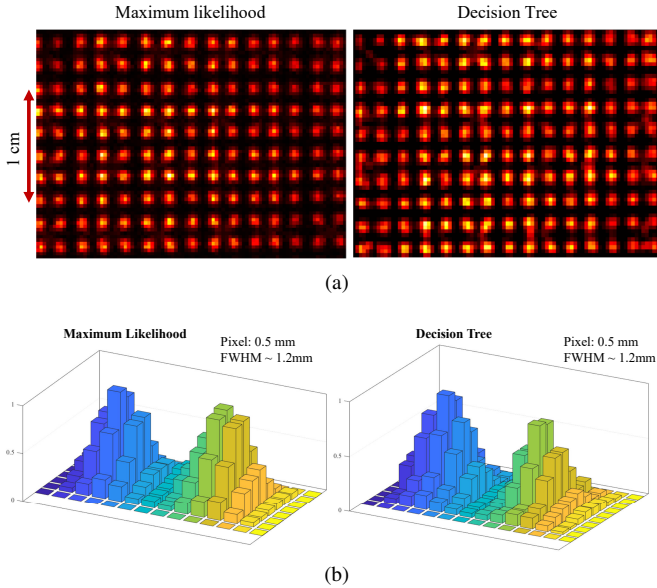 Maximum likelihood
Decision Tree
1 cm
(a)
Maximum Likelihood
Pixel: 0.5 mm
FWHM ~ 1.2mm
1
0.5
0
Decision Tree
Pixel: 0.5 mm
FWHM ~ 1.2mm
1
0.5
0
(b)